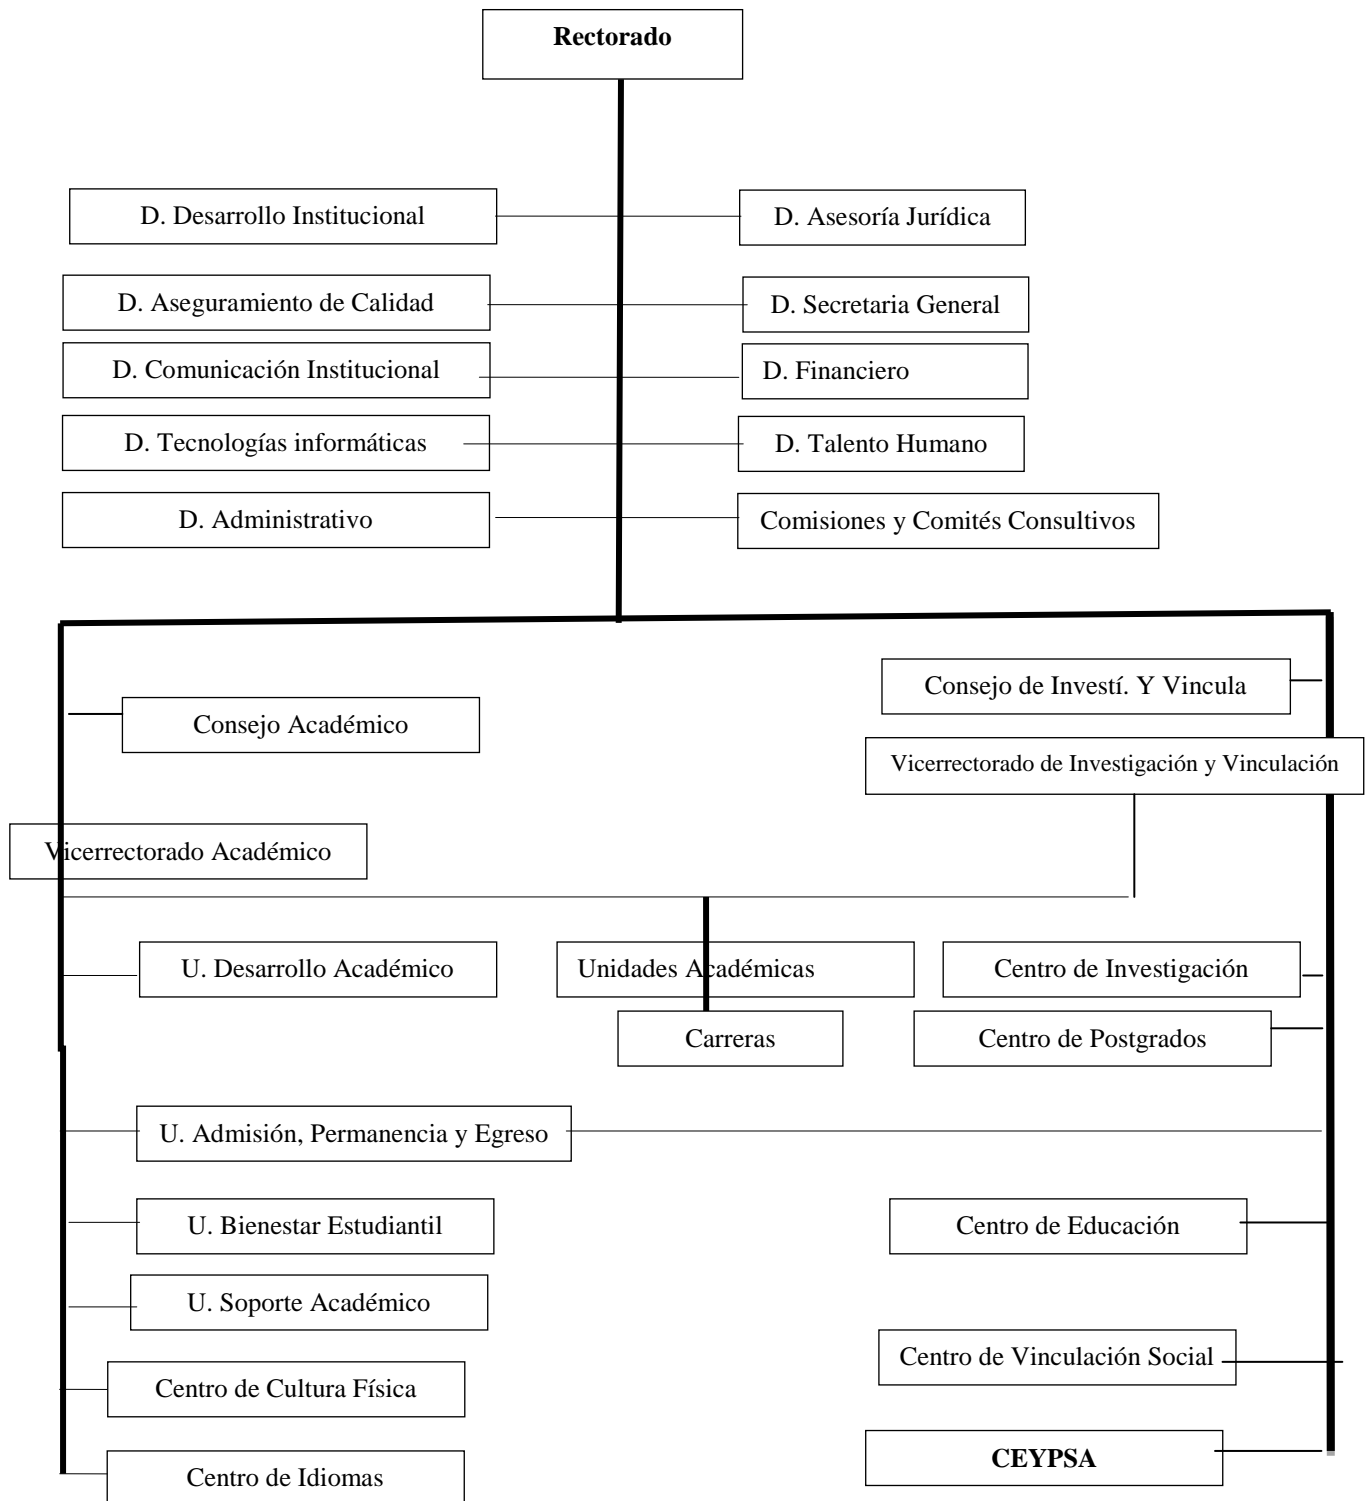 Rectorado
D. Desarrollo Institucional
D. Asesoría Jurídica
D. Aseguramiento de Calidad
D. Secretaria General
D. Comunicación Institucional
D. Financiero
D. Tecnologías informáticas
D. Talento Humano
D. Administrativo
Comisiones y Comités Consultivos
Consejo de Investí. Y Vincula
Consejo Académico
Vicerrectorado de Investigación y Vinculación
Vicerrectorado Académico
U. Desarrollo Académico
Unidades Académicas
Centro de Investigación
Carreras
Centro de Postgrados
U. Admisión, Permanencia y Egreso
U. Bienestar Estudiantil
Centro de Educación
U. Soporte Académico
Centro de Vinculación Social
Centro de Cultura Física
CEYPSA
Centro de Idiomas